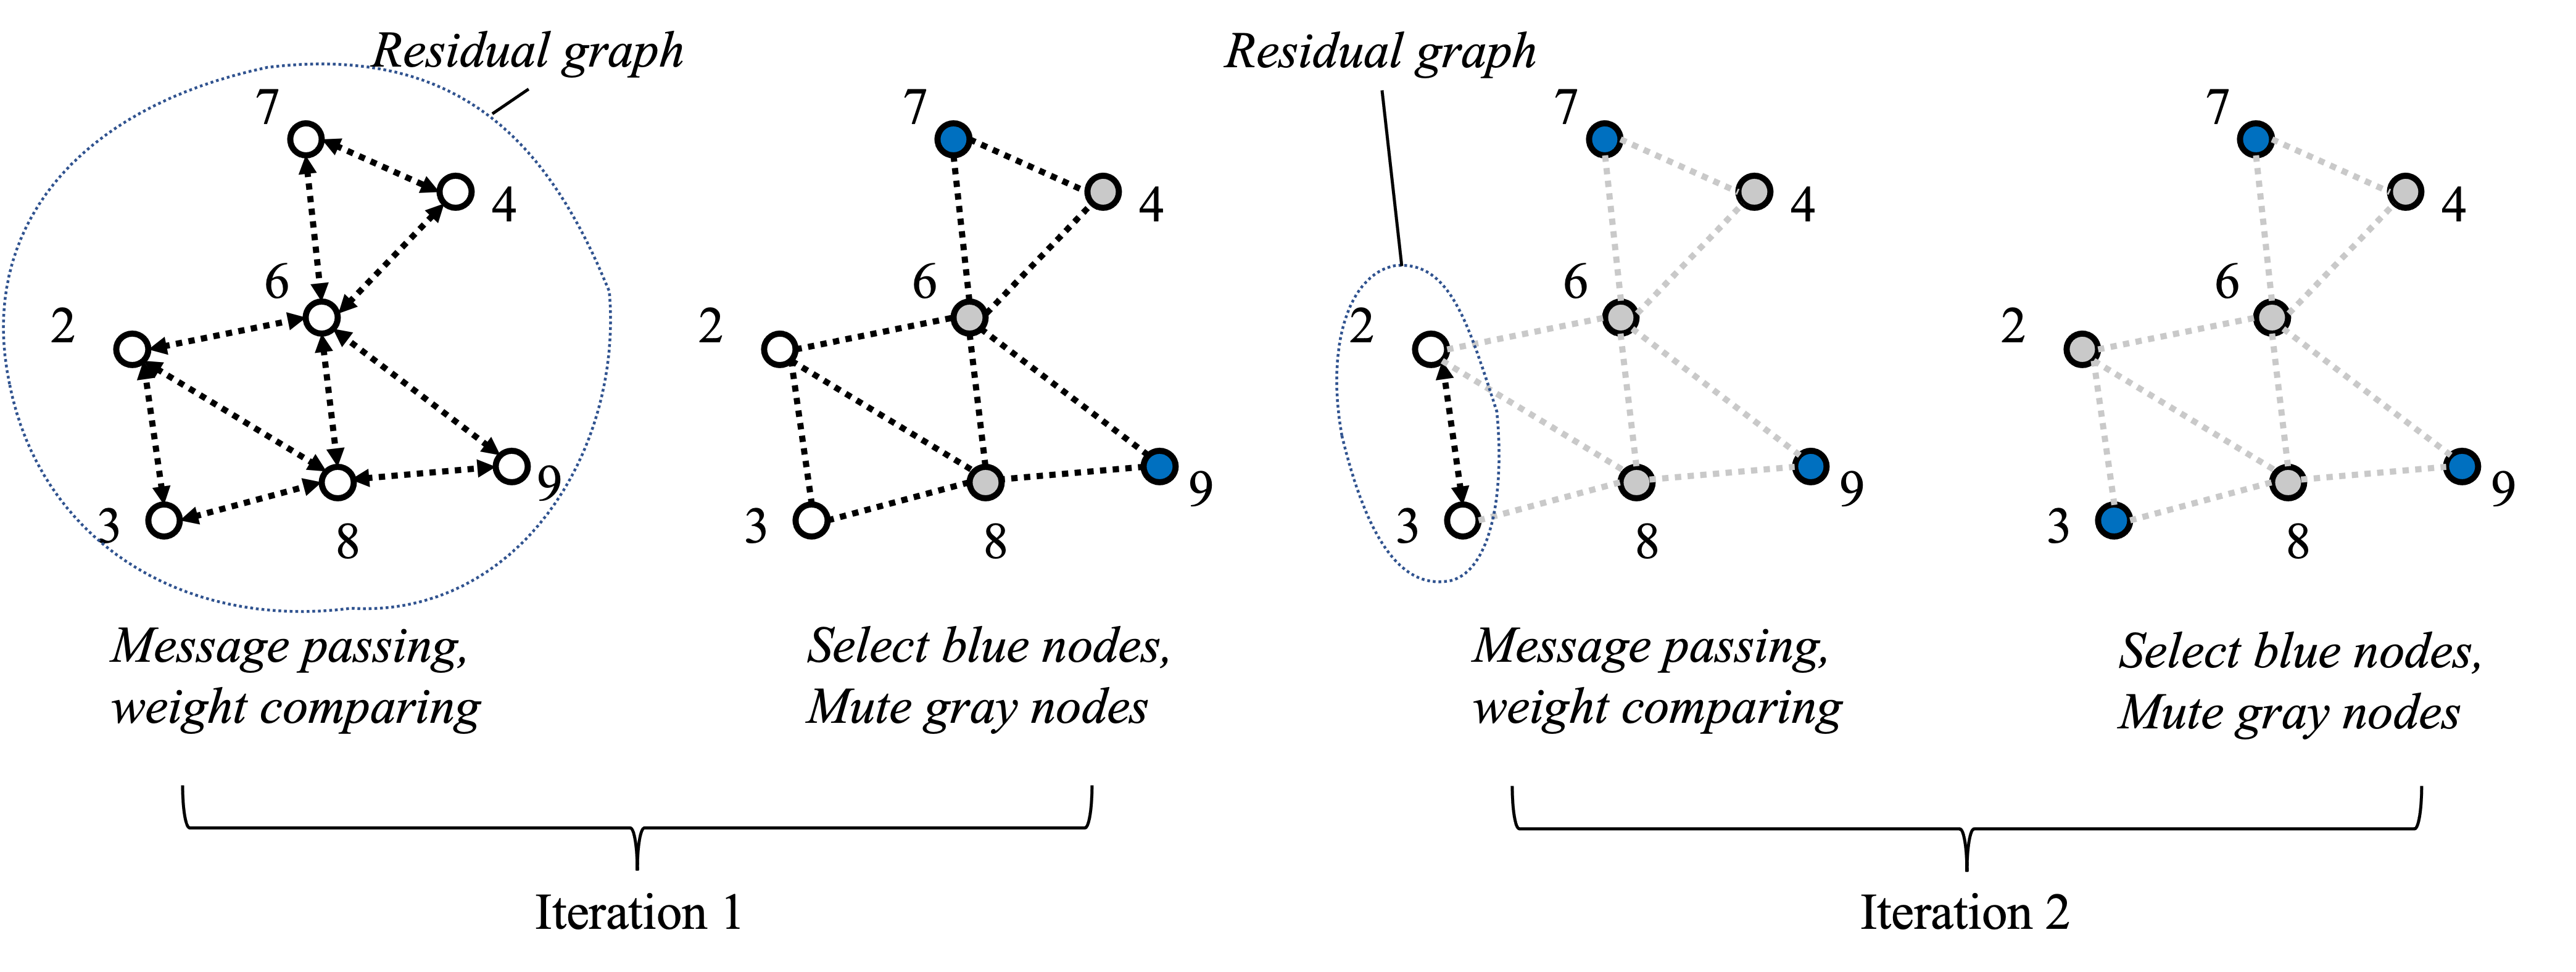 Residual graph
7
4
6
2
9
3
8
Message passing,
weight comparing
7
4
6
2
9
3
8
Select blue nodes,
Mute gray nodes
Iteration 1
Residual graph
7
4
6
2
9
3
8
Message passing,
weight comparing
7
4
6
2
9
3
8
Select blue nodes,
Mute gray nodes
Iteration 2